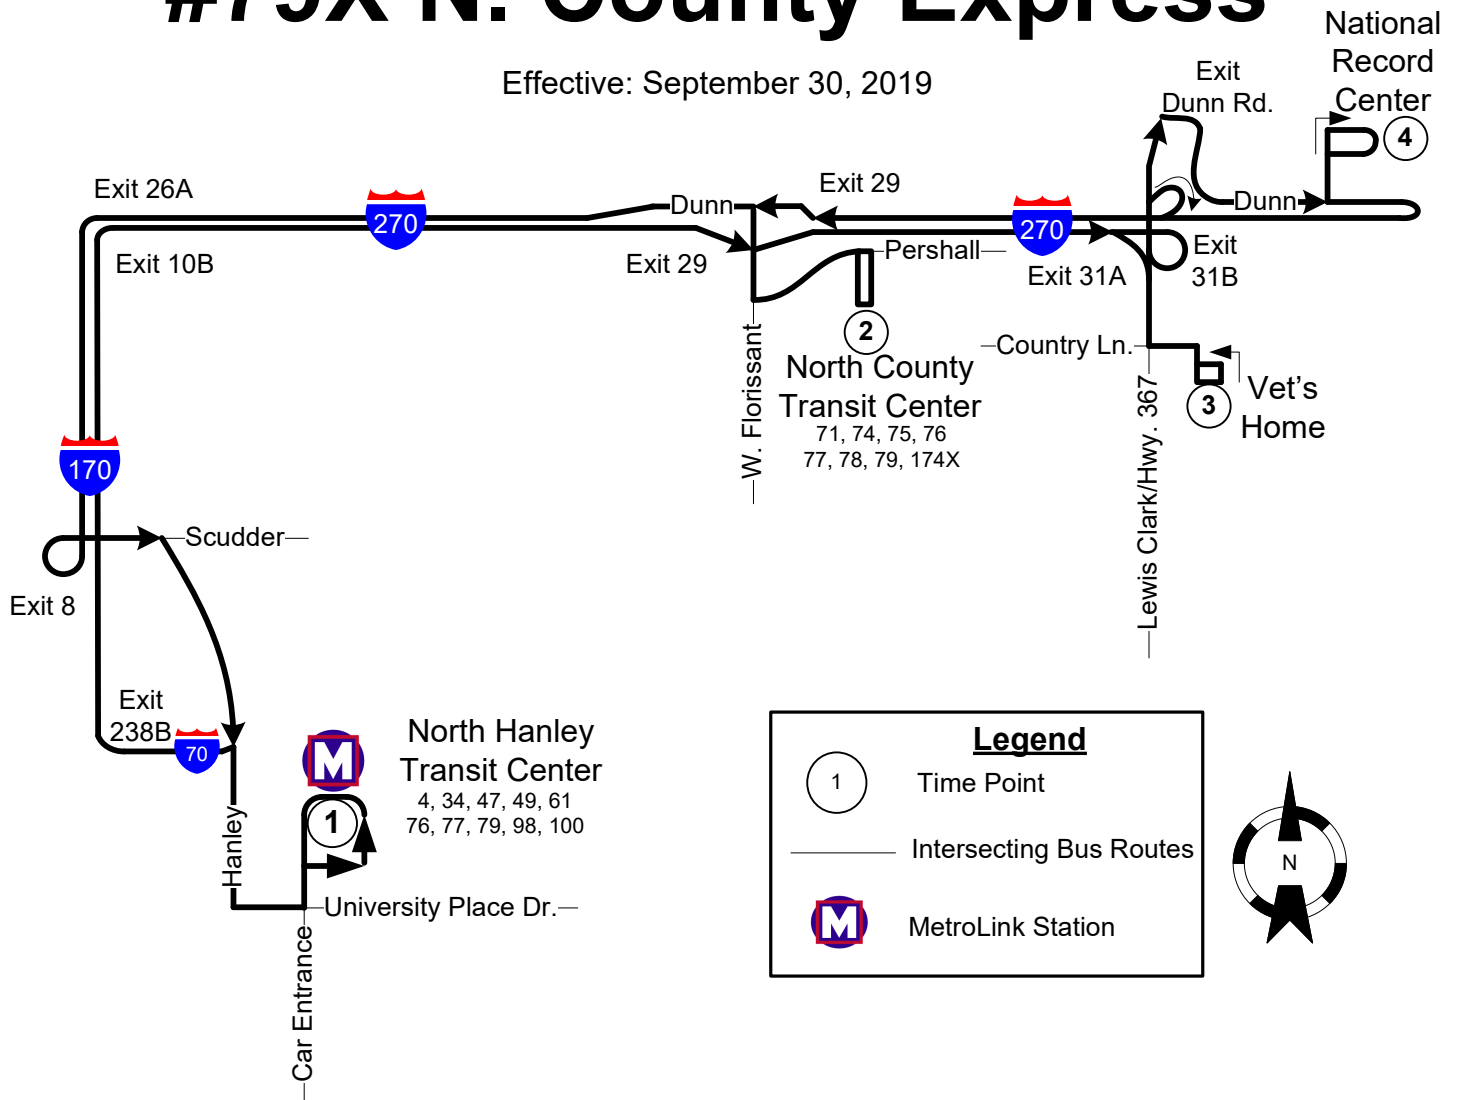 N. County Express
National
Record
Center
4
Exit
Dunn Rd.
Effective: September 30, 2019
Exit 26A
270
Dunn
Exit 29
270
Dunn
Exit 10B
Exit 29
Pershall
Exit 31A
Exit
31B
2
Country Ln.
North County
Transit Center
71, 74, 75, 76
77, 78, 79, 174X
W. Florissant
3
Vet's
Home
Lewis Clark/Hwy. 367
170
Scudder
Exit 8
Exit
238B
70
M
North Hanley
Transit Center
4, 34, 47, 49, 61
76, 77, 79, 98, 100
1
Hanley
University Place Dr.
Car Entrance
Legend
1
Time Point
Intersecting Bus Routes
M
MetroLink Station
N